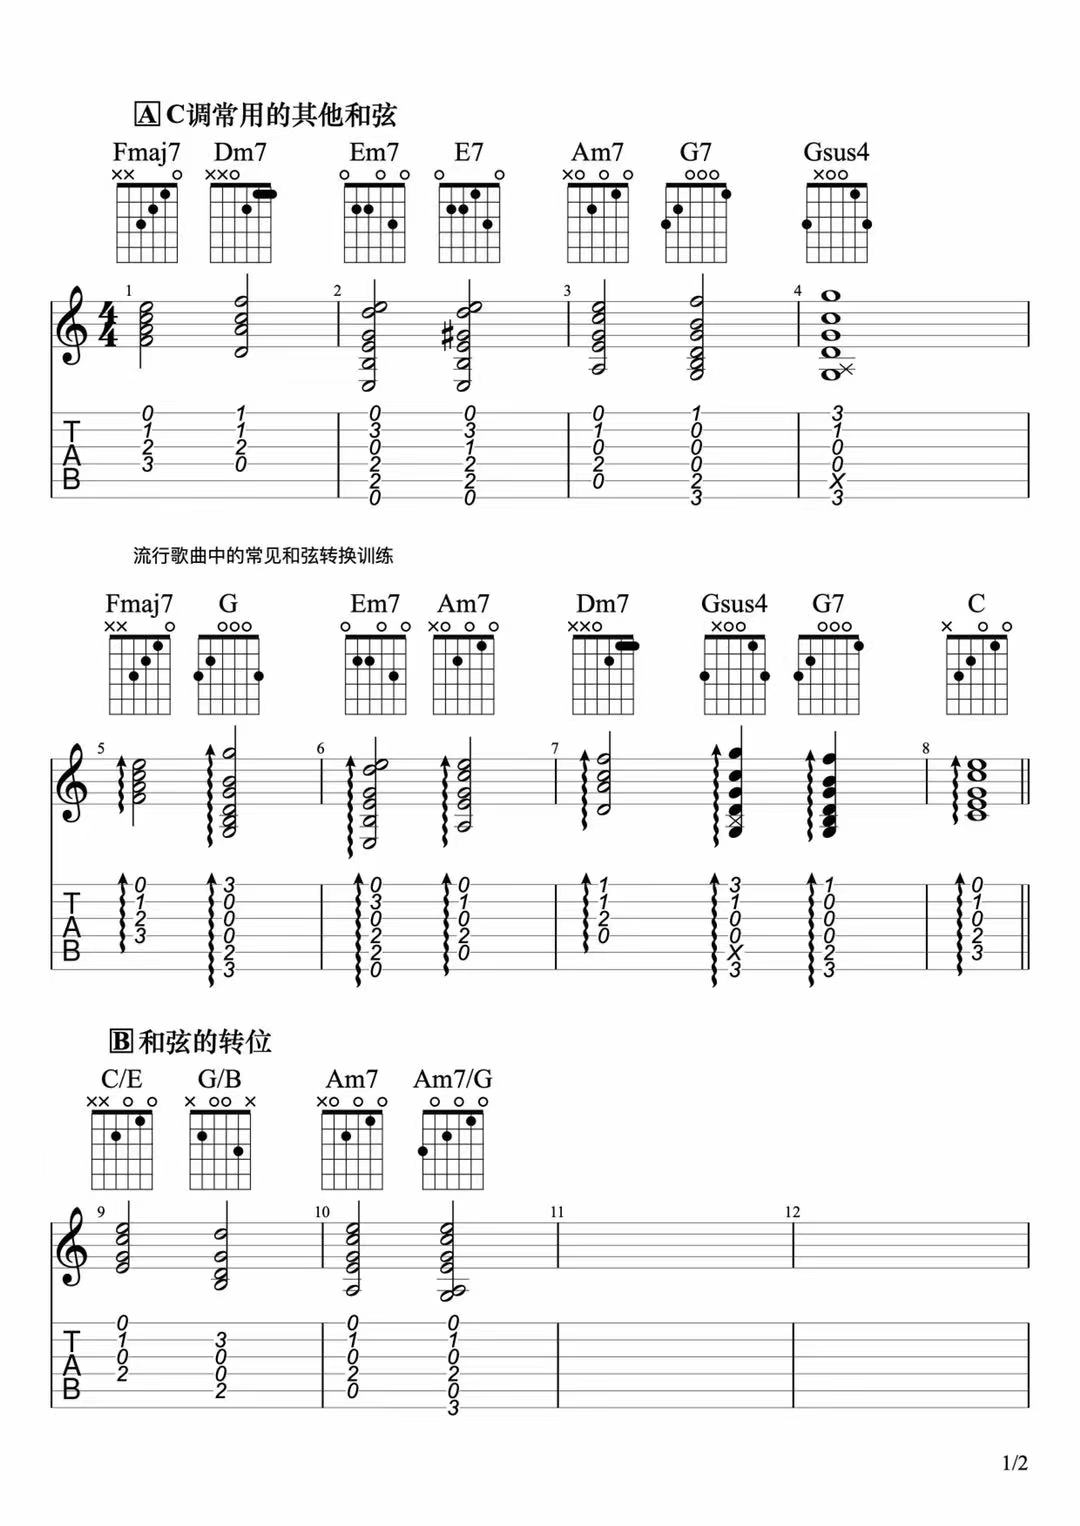 A C调常用的其他和弦
Fmaj7 Dm7 Em7 E7 Am7 G7 Gsus4
×× o ××o o o o o o ×o o o ooo ×oo
1 2 3 4
4
4
0 1 0 0 0 1 3
T 1 1 3 3 1 0 1
2 2 0 1 0 0 0
A 3 0 2 2 2 0 0
B 2 2 0 2 X
0 0 3 3
流行歌曲中的常见和弦转换训练
Fmaj7 G Em7 Am7 Dm7 Gsus4 G7 C
×× o ooo o o o ×o o o ××o ×oo ooo × o o
5 6 7 8
0 3 0 0 1 3 1 0
T 1 0 3 1 1 1 0 1
2 0 0 0 2 0 0 0
A 3 0 2 2 0 0 0 2
B 2 2 0 X 2 3
3 0 3 3
B 和弦的转位
C/E G/B Am7 Am7/G
×× o o × oo × ×o o o o o o
9 10 11 12
0 0 0
T 1 3 1 1
0 0 0 0
A 2 0 2 2
B 2 0 0
3
1/2